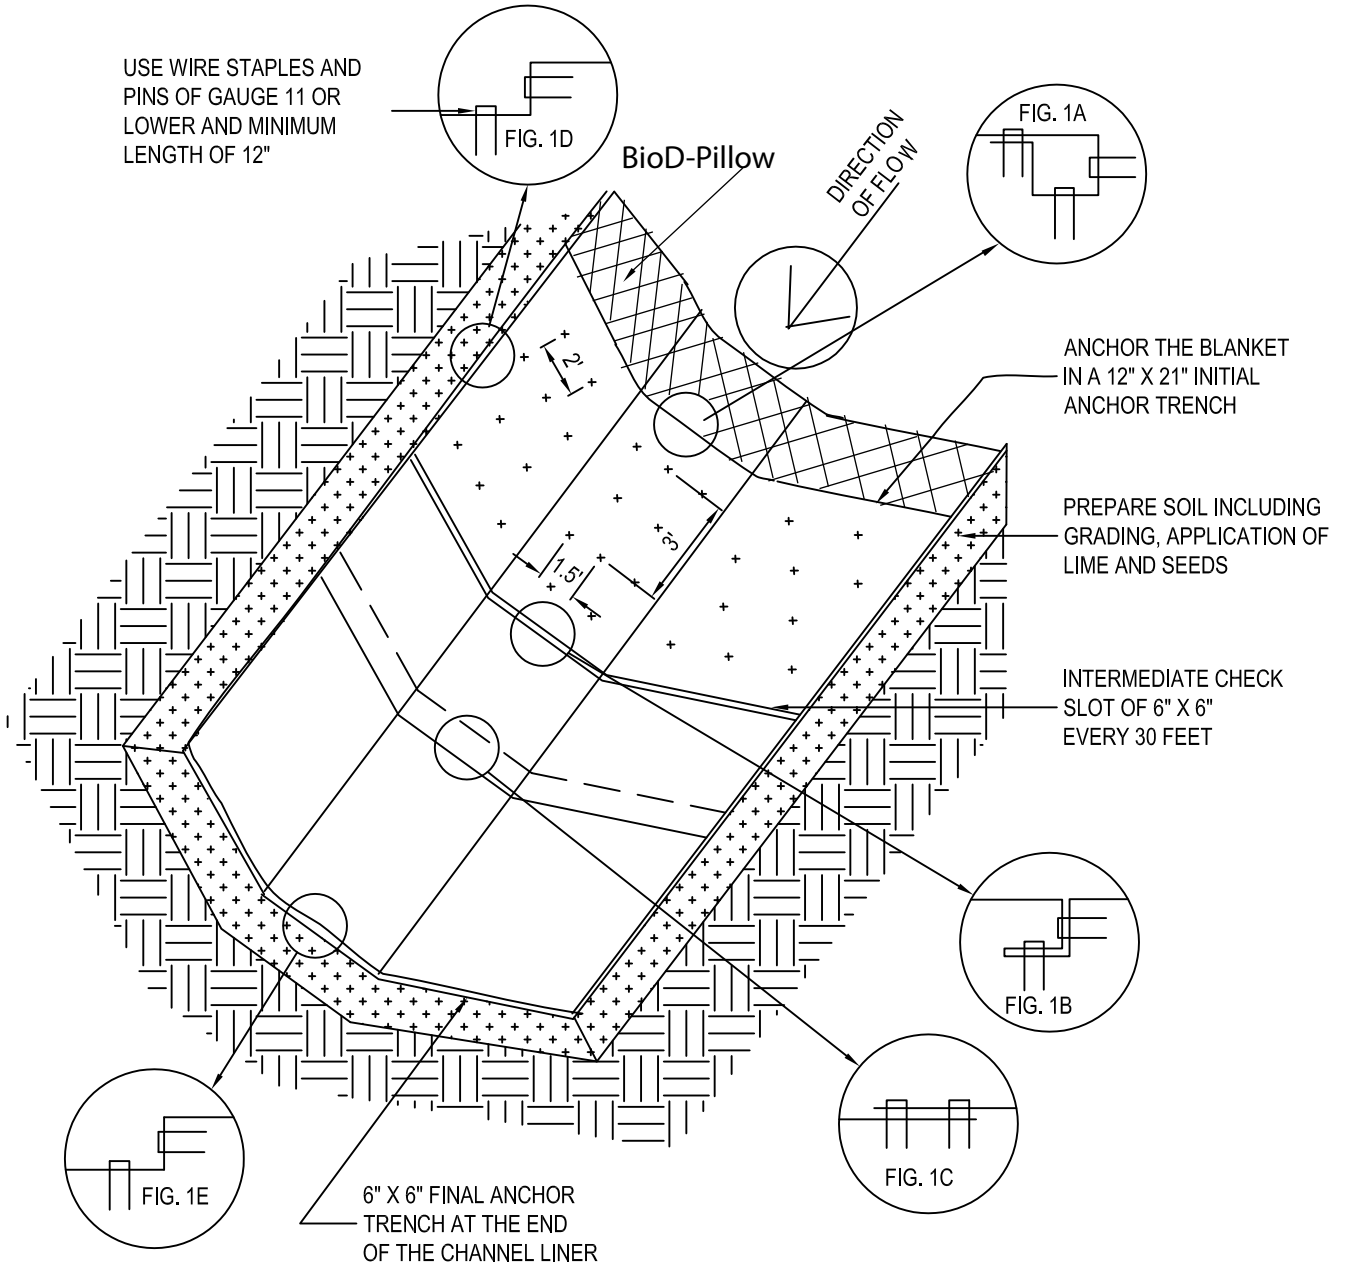 USE WIRE STAPLES AND
PINS OF GAUGE 11 OR
LOWER AND MINIMUM
LENGTH OF 12"
FIG. 1D
BioD-Pillow
DIRECTION
OF FLOW
FIG. 1A
ANCHOR THE BLANKET
IN A 12" X 21" INITIAL
ANCHOR TRENCH
2'
PREPARE SOIL INCLUDING
GRADING, APPLICATION OF
LIME AND SEEDS
3'
1.5'
INTERMEDIATE CHECK
SLOT OF 6" X 6"
EVERY 30 FEET
FIG. 1B
FIG. 1C
FIG. 1E
6" X 6" FINAL ANCHOR
TRENCH AT THE END
OF THE CHANNEL LINER